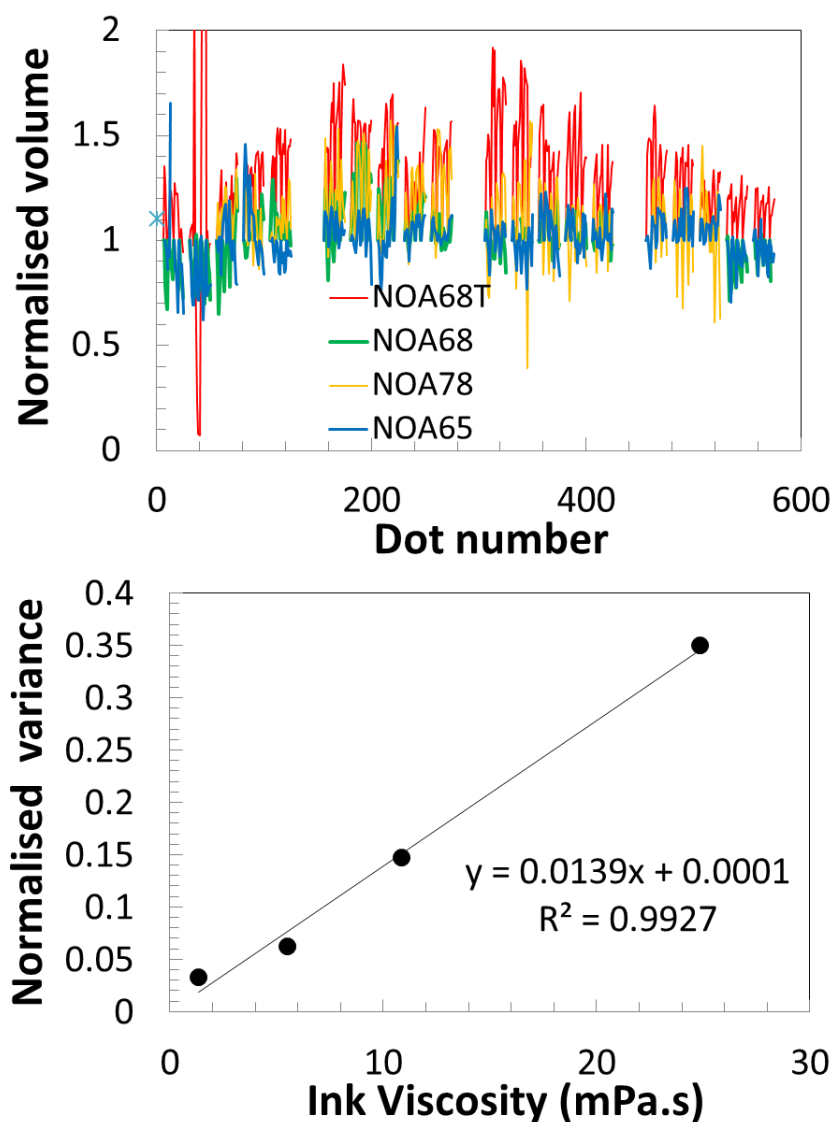 Normalised volume
2
1.5
1
0.5
0
NOA68T
NOA68
NOA78
NOA65
0 200 400 600
Dot number
Normalised variance
0.4
0.35
0.3
0.25
0.2
0.15
0.1
0.05
0
y = 0.0139x + 0.0001
R² = 0.9927
0 10 20 30
Ink Viscosity (mPa.s)